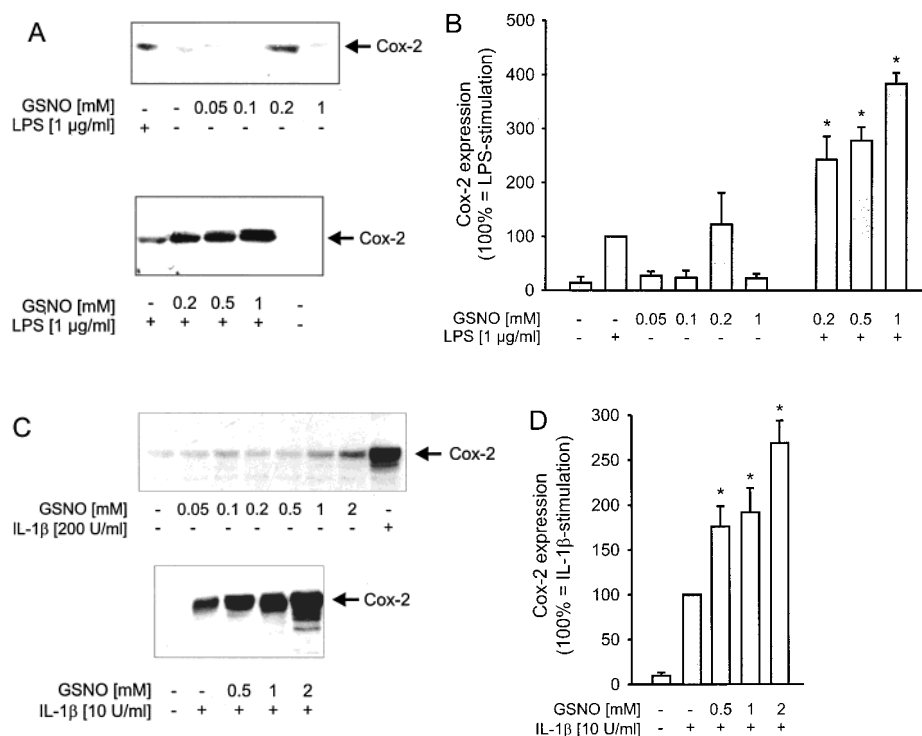 A
Cox-2
GSNO [mM] - - 0.05 0.1 0.2 1
LPS [1 µg/ml] + - - - - -
Cox-2
GSNO [mM] - 0.2 0.5 1 -
LPS [1 µg/ml] + + + + -
B
Cox-2 expression
(100% = LPS-stimulation)
500
400
300
200
100
0
* * *
GSNO [mM] - - 0.05 0.1 0.2 1 0.2 0.5 1
LPS [1 µg/ml] - + - - - - + + +
C
Cox-2
GSNO [mM] - 0.05 0.1 0.2 0.5 1 2 -
IL-1β [200 U/ml] +
Cox-2
GSNO [mM] - - 0.5 1 2
IL-1β [10 U/ml] - + + + +
D
Cox-2 expression
(100% = IL-1β-stimulation)
300
250
200
150
100
50
0
* * *
GSNO [mM] - - 0.5 1 2
IL-1β [10 U/ml] - + + + +